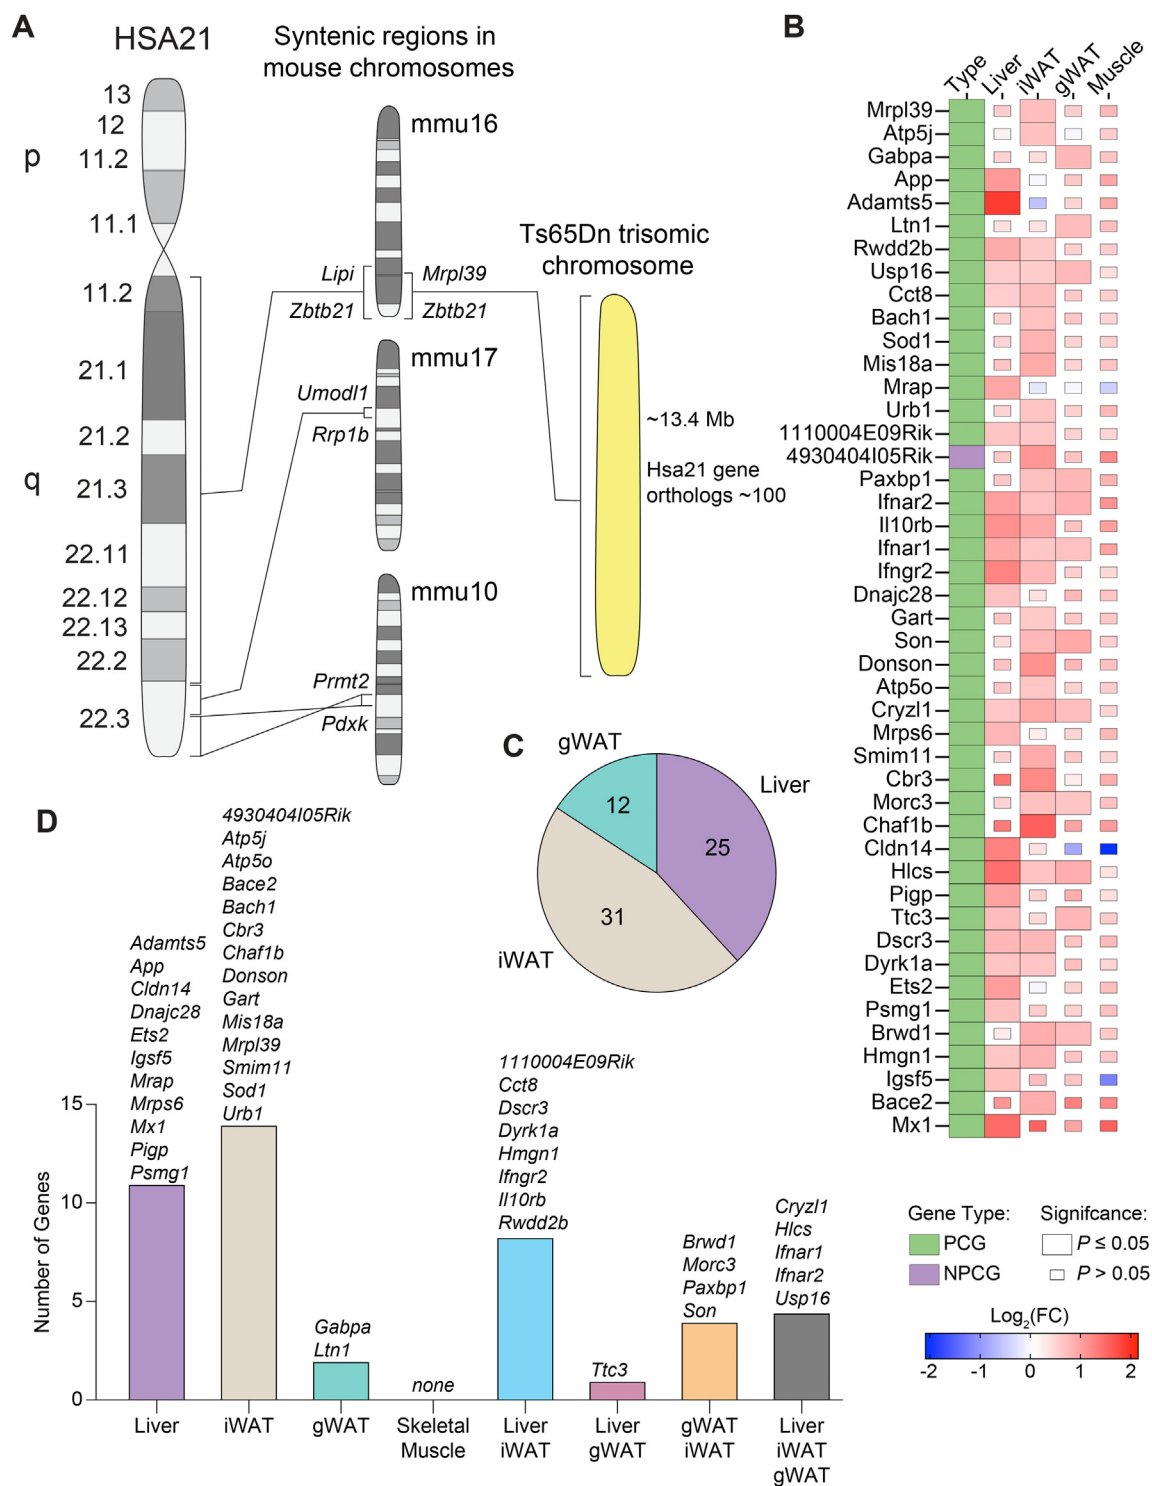 A
HSA21
Syntenic regions in
mouse chromosomes
13
12
p
11.2
11.1
11.2
21.1
21.2
q
21.3
22.11
22.12
22.13
22.2
22.3
mmu16
Lipi
Mrpl39
Zbtb21
Zbtb21
mmu17
Umodl1
Rrp1b
mmu10
Prmt2
Pdxk
Ts65Dn trisomic
chromosome
~13.4 Mb
Hsa21 gene
orthologs ~100
B
Type
Liver
iWAT
gWAT
Muscle
Mrpl39
Atp5j
Gabpa
App
Adamts5
Ltn1
Rwdd2b
Usp16
Cct8
Bach1
Sod1
Mis18a
Mrap
Urb1
1110004E09Rik
4930404I05Rik
Paxbp1
Ifnar2
Il10rb
Ifnar1
Ifngr2
Dnajc28
Gart
Son
Donson
Atp5o
Cryzl1
Mrps6
Smim11
Cbr3
Morc3
Chaf1b
Cldn14
Hlcs
Pigp
Ttc3
Dscr3
Dyrk1a
Ets2
Psmg1
Brwd1
Hmgn1
Igsf5
Bace2
Mx1
Gene Type:
PCG
NPCG
Signifcance:
P ≤ 0.05
P > 0.05
Log2(FC)
-2 -1 0 1 2
C
gWAT
Liver
12
25
31
iWAT
D
Number of Genes
15
10
5
0
Adamts5
App
Cldn14
Dnajc28
Ets2
Igsf5
Mrap
Mrps6
Mx1
Pigp
Psmg1
4930404I05Rik
Atp5j
Atp5o
Bace2
Bach1
Cbr3
Chaf1b
Donson
Gart
Mis18a
Mrpl39
Smim11
Sod1
Urb1
Gabpa
Ltn1
none
1110004E09Rik
Cct8
Dscr3
Dyrk1a
Hmgn1
Ifngr2
Il10rb
Rwdd2b
Ttc3
Brwd1
Morc3
Paxbp1
Son
Cryzl1
Hlcs
Ifnar1
Ifnar2
Usp16
Liver
iWAT
gWAT
Skeletal
Muscle
Liver
iWAT
Liver
gWAT
gWAT
iWAT
Liver
iWAT
gWAT